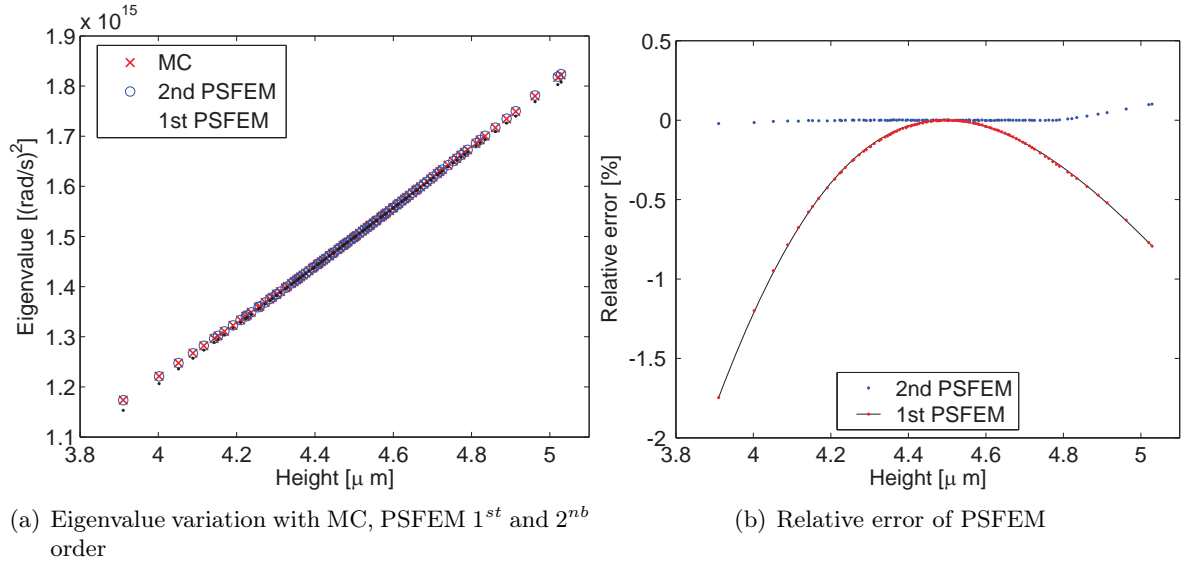 x 10^15
1.9
1.8
1.7
1.6
1.5
1.4
1.3
1.2
1.1
Eigenvalue [(rad/s)^2]
MC
2nd PSFEM
1st PSFEM
3.8 4 4.2 4.4 4.6 4.8 5
Height [μ m]
(a) Eigenvalue variation with MC, PSFEM 1^st and 2^nb
order
0.5
0
-0.5
-1
-1.5
-2
Relative error [%]
2nd PSFEM
1st PSFEM
3.8 4 4.2 4.4 4.6 4.8 5
Height [μ m]
(b) Relative error of PSFEM